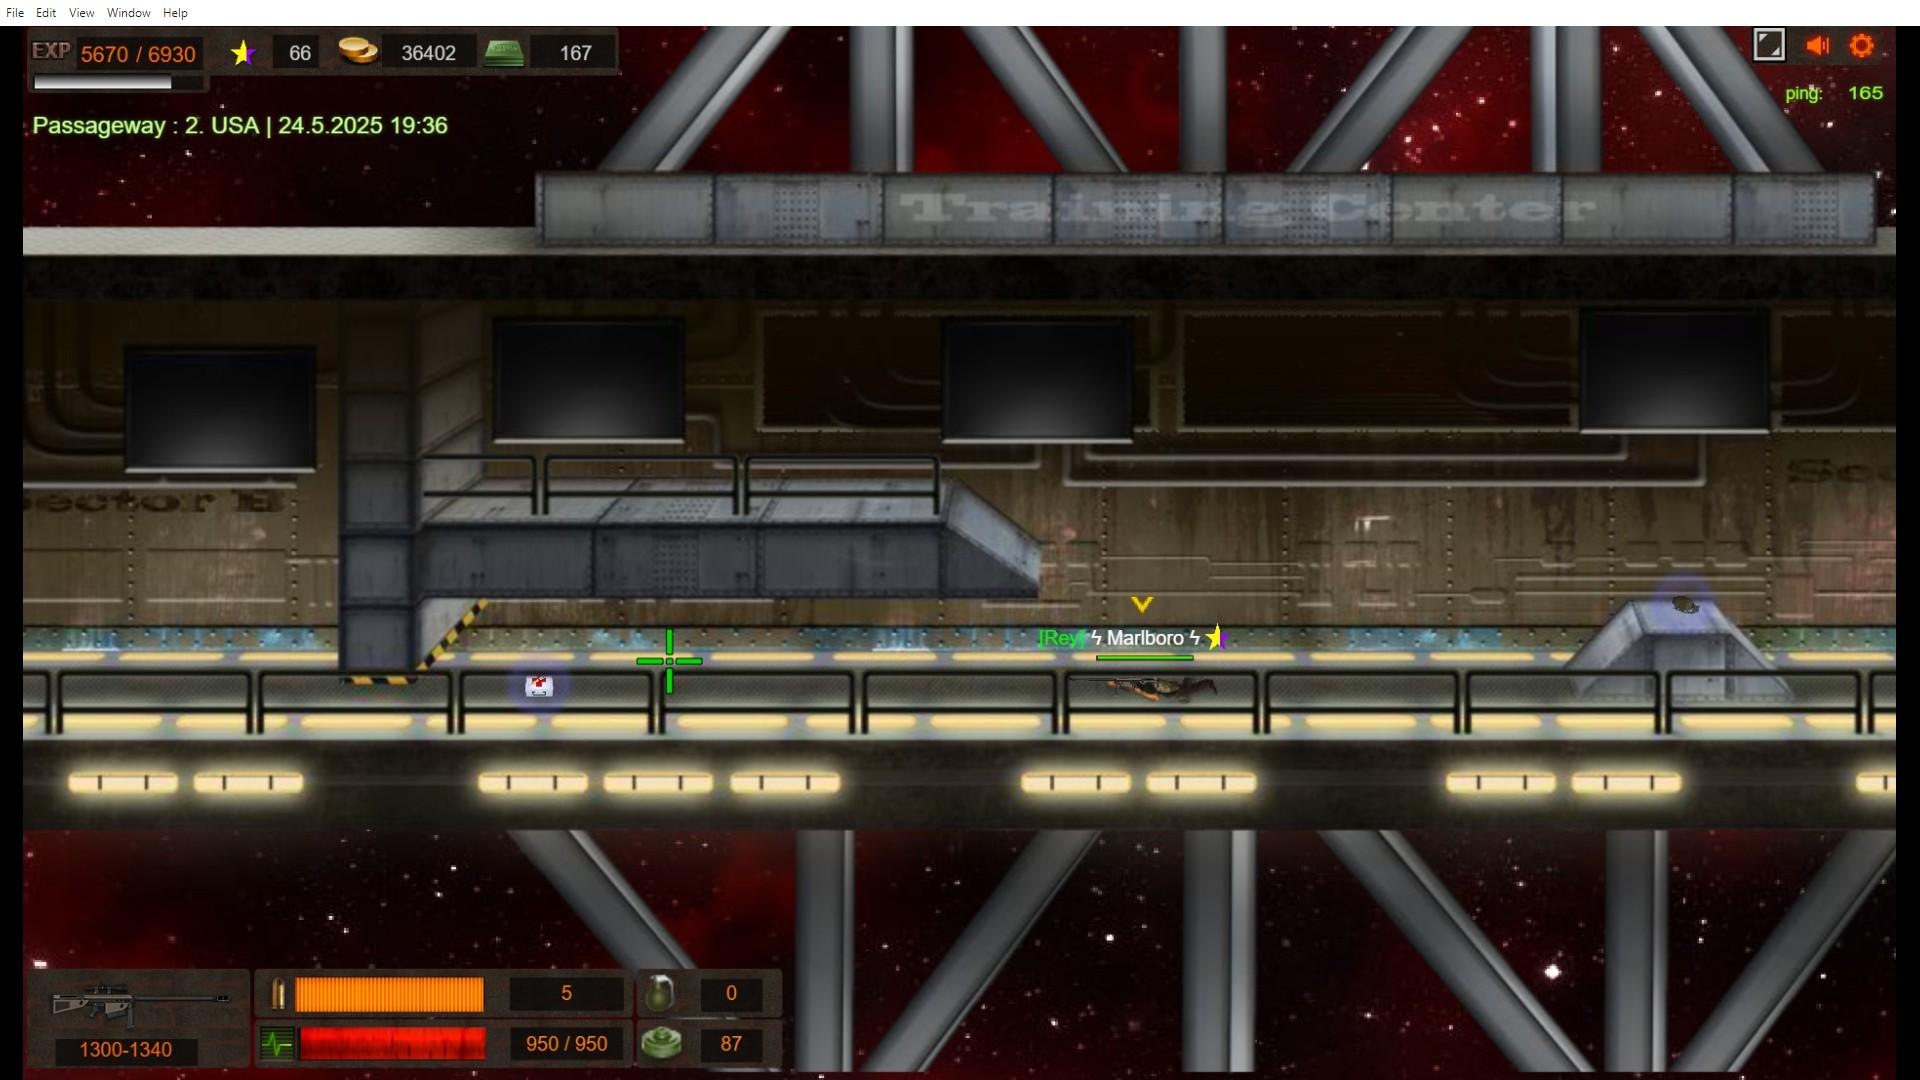 File Edit View Window Help
EXP 5670 / 6930 66 36402 167
ping: 165
Passageway : 2. USA | 24.5.2025 19:36
Training Center
Sector B
[Rey] ϟ Marlboro ϟ
5 0
1300-1340 950 / 950 87